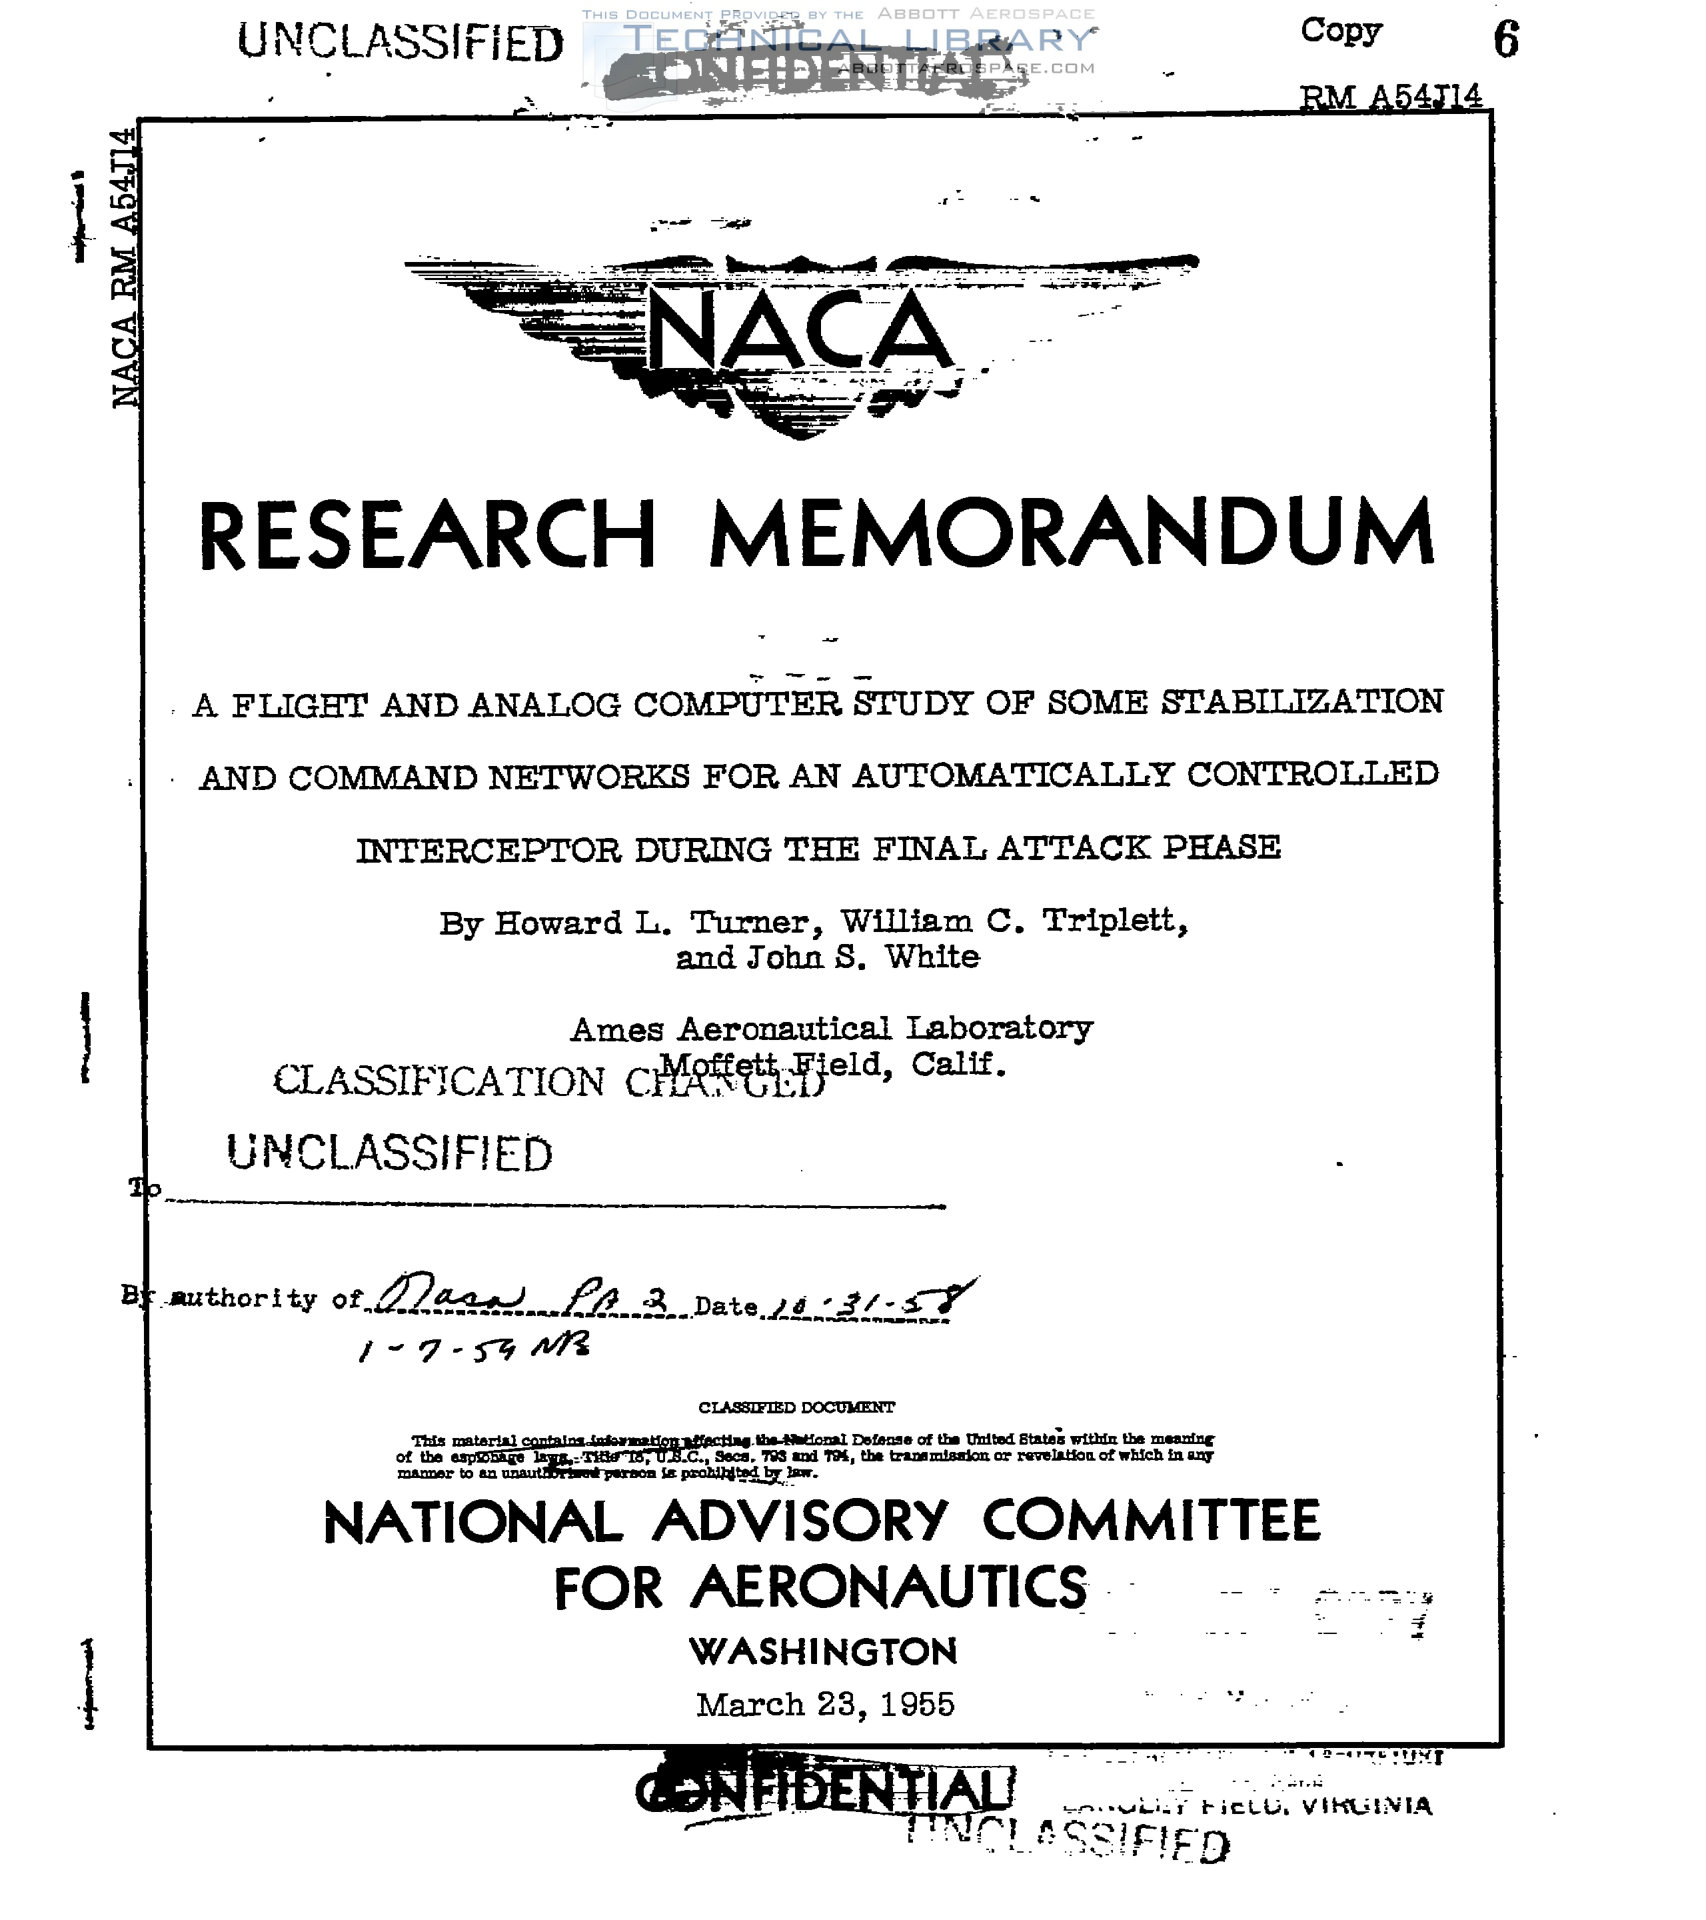 UNCLASSIFIED
THIS DOCUMENT PROVIDED BY THE ABBOTT AEROSPACE
TECHNICAL LIBRARY
ABBOTTAEROSPACE.COM
CONFIDENTIAL
Copy 6
RM A54J14
NACA RM A54J14
NACA
RESEARCH MEMORANDUM
A FLIGHT AND ANALOG COMPUTER STUDY OF SOME STABILIZATION
AND COMMAND NETWORKS FOR AN AUTOMATICALLY CONTROLLED
INTERCEPTOR DURING THE FINAL ATTACK PHASE
By Howard L. Turner, William C. Triplett,
and John S. White
Ames Aeronautical Laboratory
Moffett Field, Calif.
CLASSIFICATION CHANGED
UNCLASSIFIED
To
By authority of Nasa PA 2 Date 10-31-58
1-7-59 NB
CLASSIFIED DOCUMENT
This material contains information affecting the National Defense of the United States within the meaning
of the espionage laws, Title 18, U.S.C., Secs. 793 and 794, the transmission or revelation of which in any
manner to an unauthorized person is prohibited by law.
NATIONAL ADVISORY COMMITTEE
FOR AERONAUTICS
WASHINGTON
March 23, 1955
CONFIDENTIAL
LANGLEY FIELD, VIRGINIA
UNCLASSIFIED